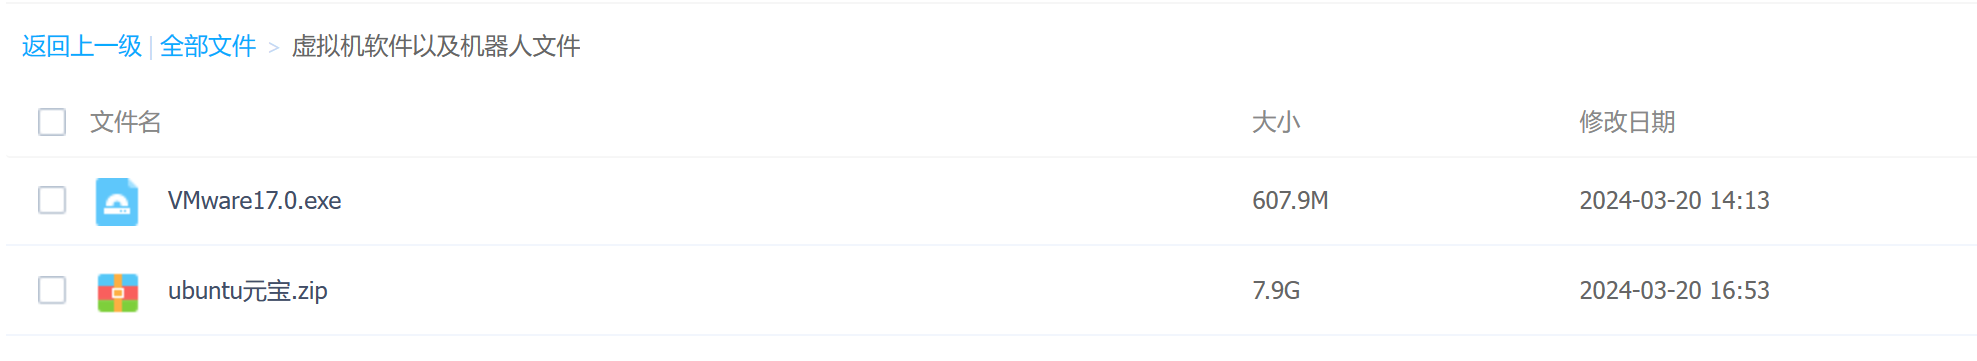 返回上一级 | 全部文件 > 虚拟机软件以及机器人文件
文件名 大小 修改日期
VMware17.0.exe 607.9M 2024-03-20 14:13
ubuntu元宝.zip 7.9G 2024-03-20 16:53